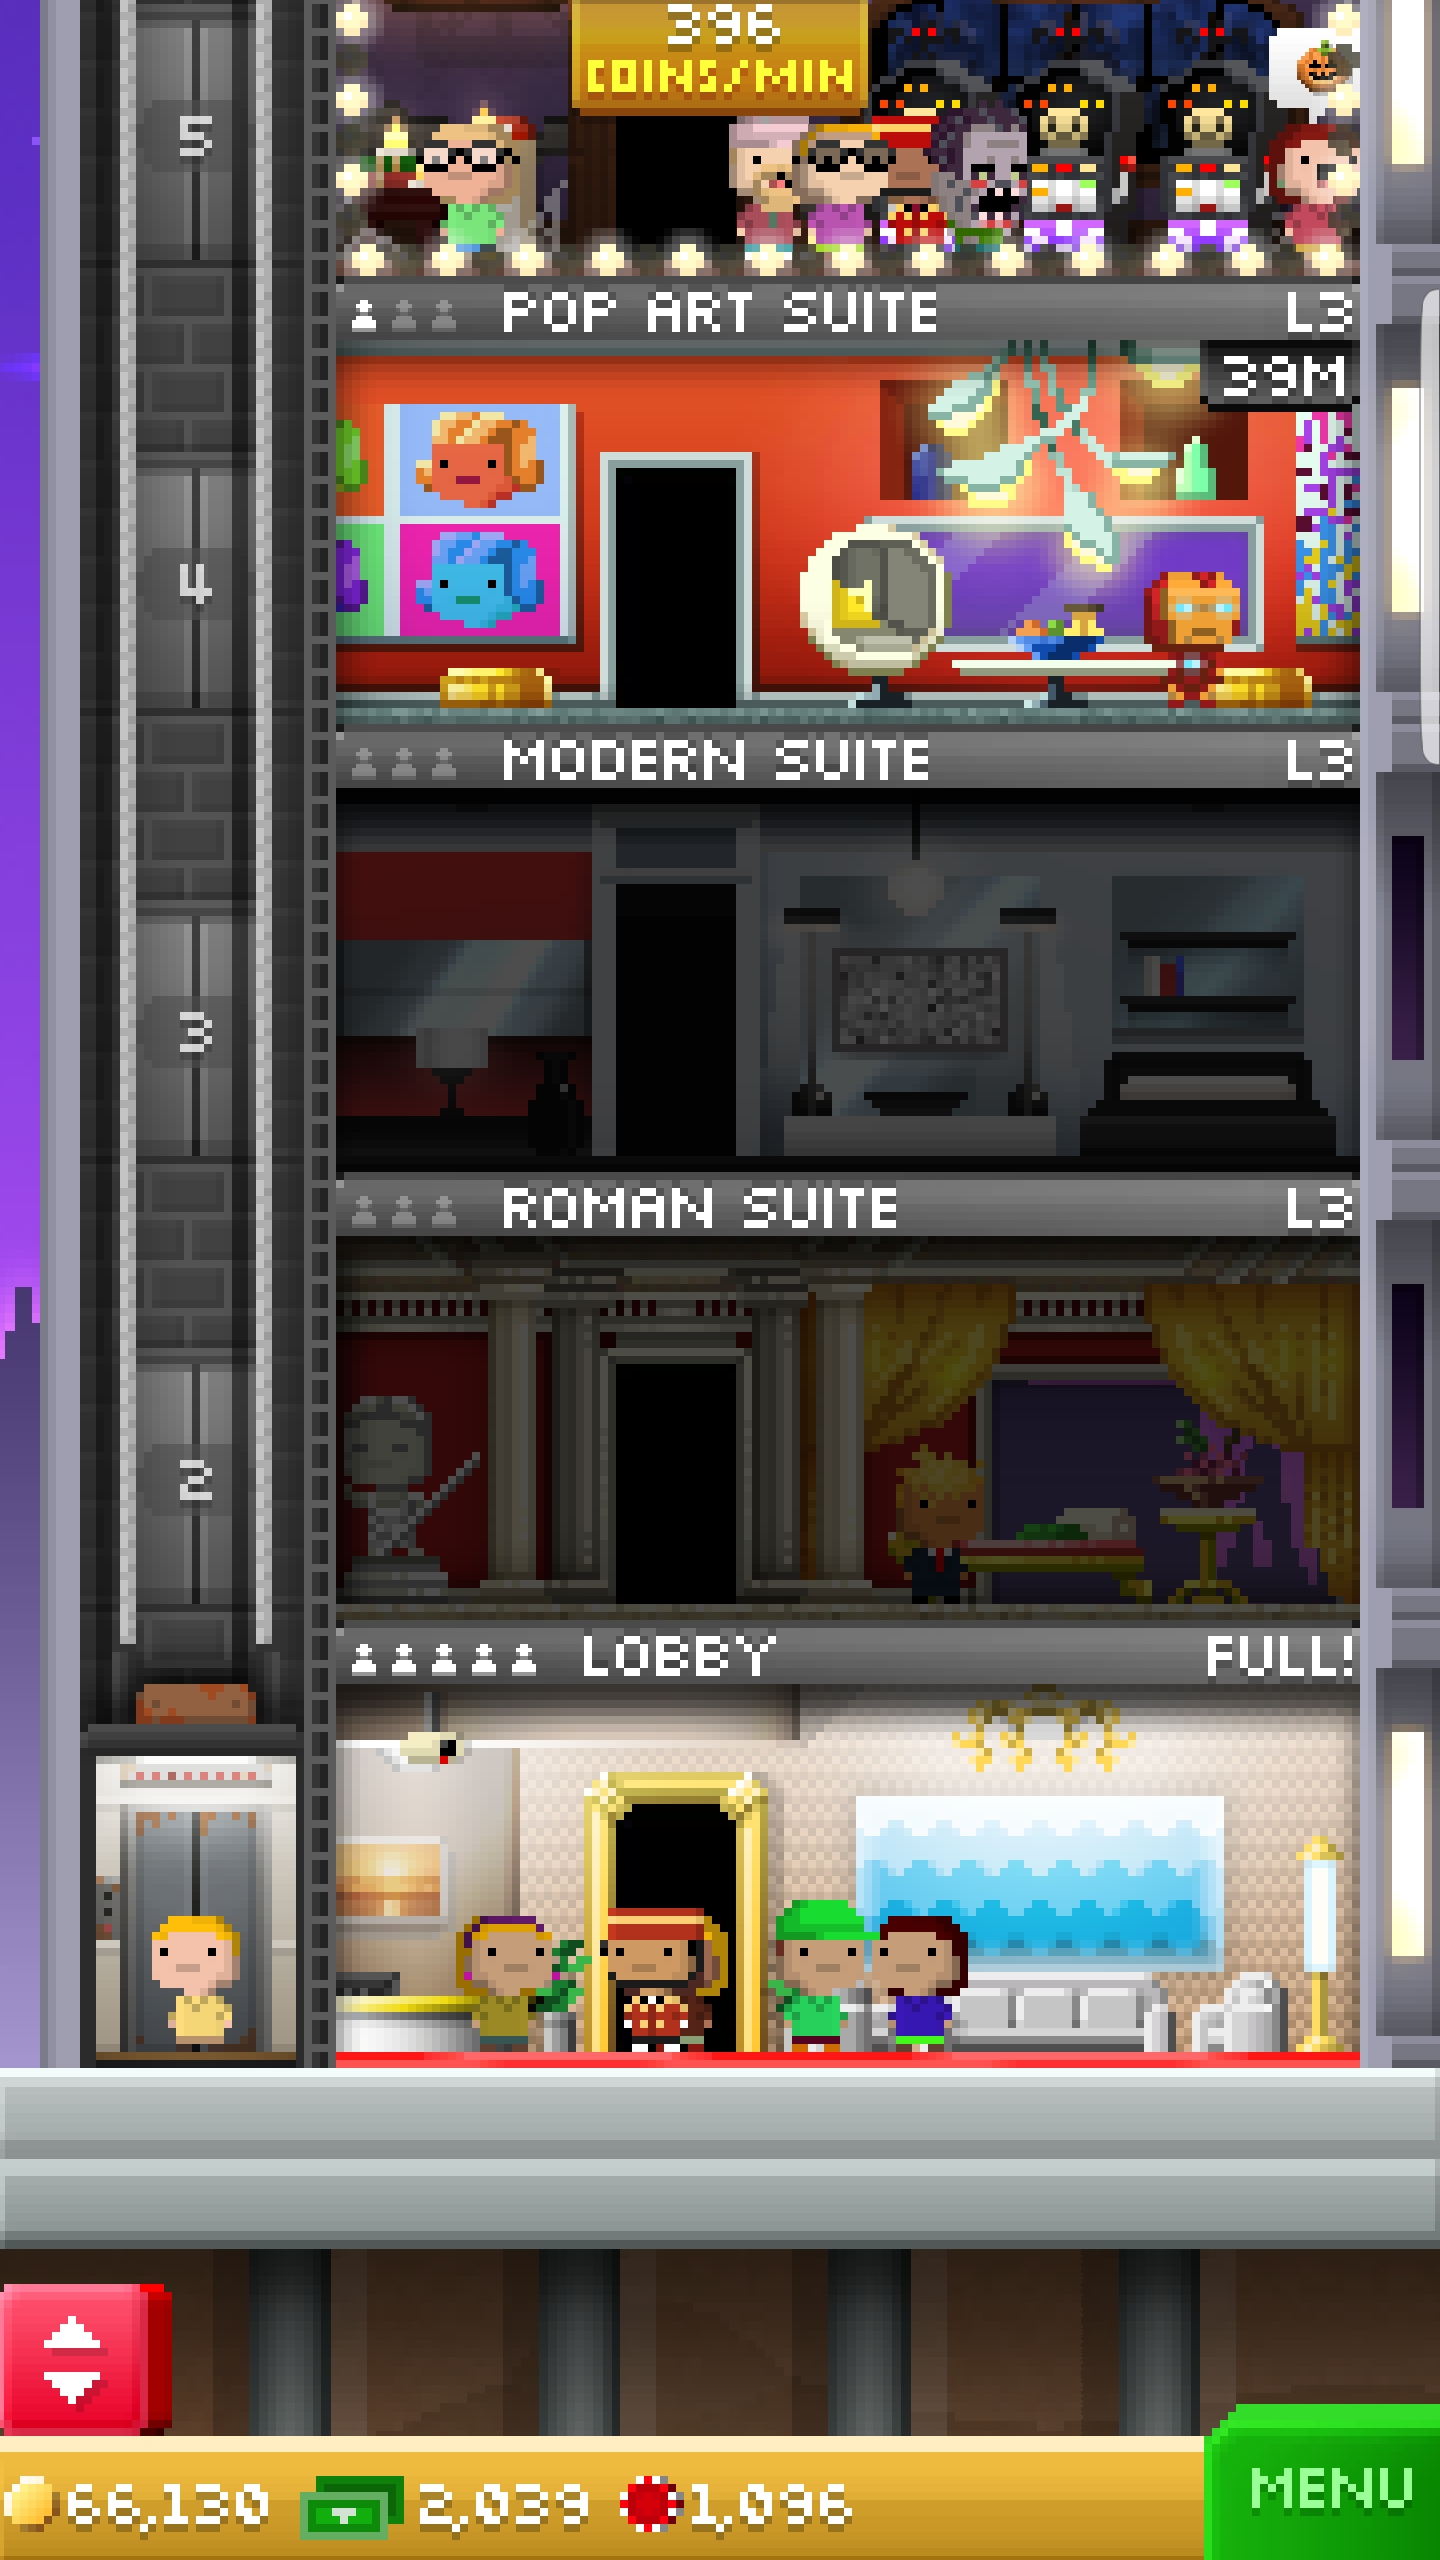 396
COINS/MIN
5
POP ART SUITE L3
39M
4
MODERN SUITE L3
3
ROMAN SUITE L3
2
LOBBY FULL!
66,130 2,039 1,096
MENU